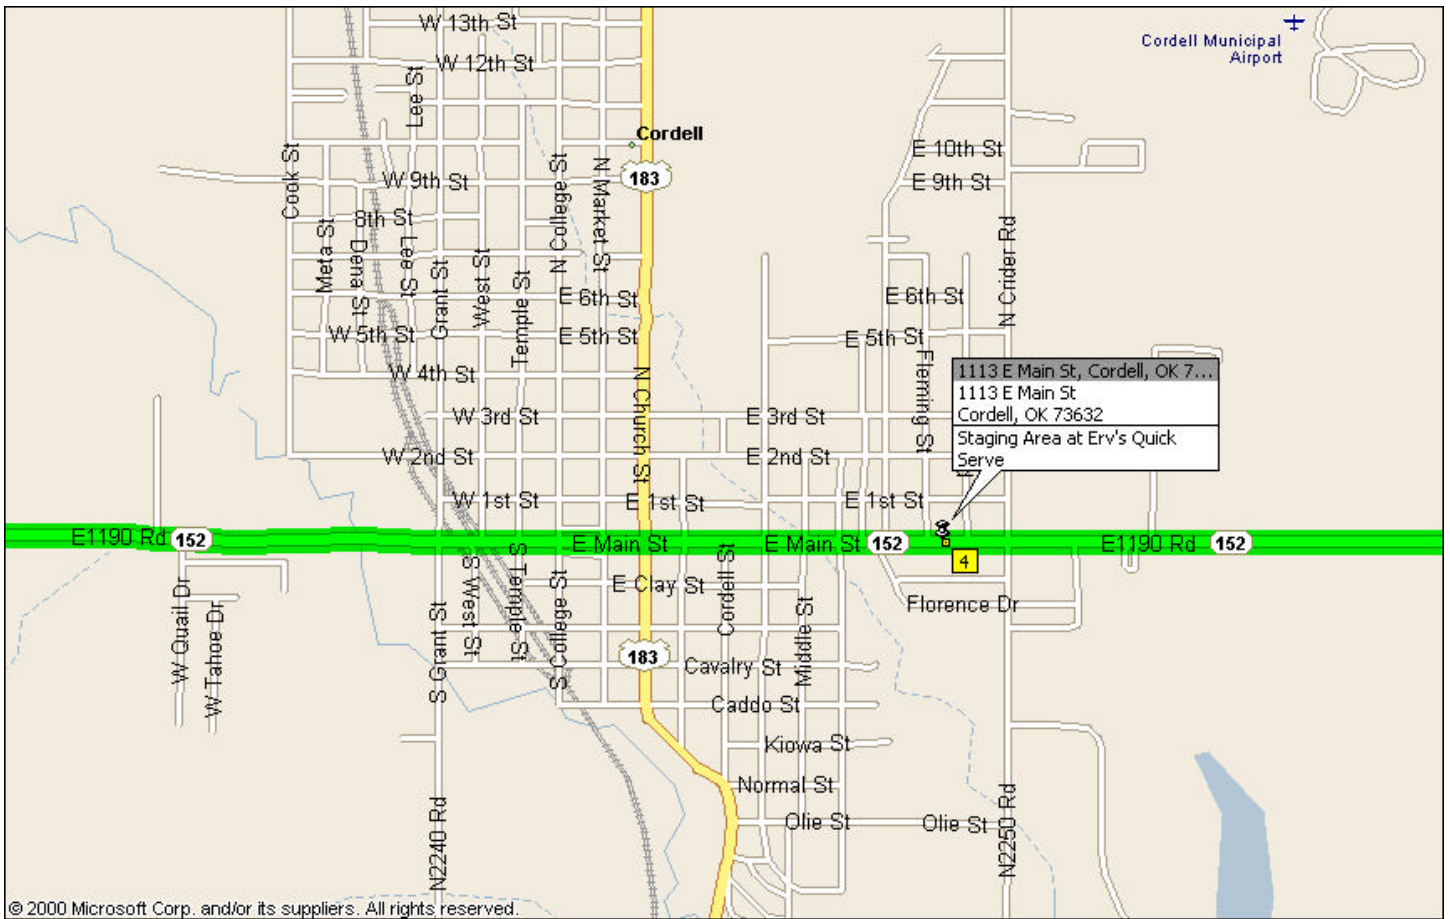 W 13th St
Cordell Municipal
Airport
W 12th St
Lee St
Cordell
E 10th St
Cook St
W 9th St
N College St
N Market St
183
E 9th St
8th St
Meta St
Lee St
Grant St
West St
Temple St
N Crider Rd
E 6th St
E 6th St
W 5th St
E 5th St
E 5th St
W 4th St
N Church St
Fleming St
1113 E Main St, Cordell, OK 7...
1113 E Main St
Cordell, OK 73632
Staging Area at Erv's Quick
Serve
W 3rd St
E 3rd St
W 2nd St
E 2nd St
W 1st St
E 1st St
E 1st St
E1190 Rd
152
E Main St
E Main St
152
E1190 Rd
152
4
W Quail Dr
W Tahoe Dr
S Grant St
S West St
S Temple St
S College St
E Clay St
Cordell St
Middle St
Florence Dr
183
Cavalry St
Caddo St
Kiowa St
Normal St
Olie St
Olie St
N2240 Rd
N2250 Rd
© 2000 Microsoft Corp. and/or its suppliers. All rights reserved.